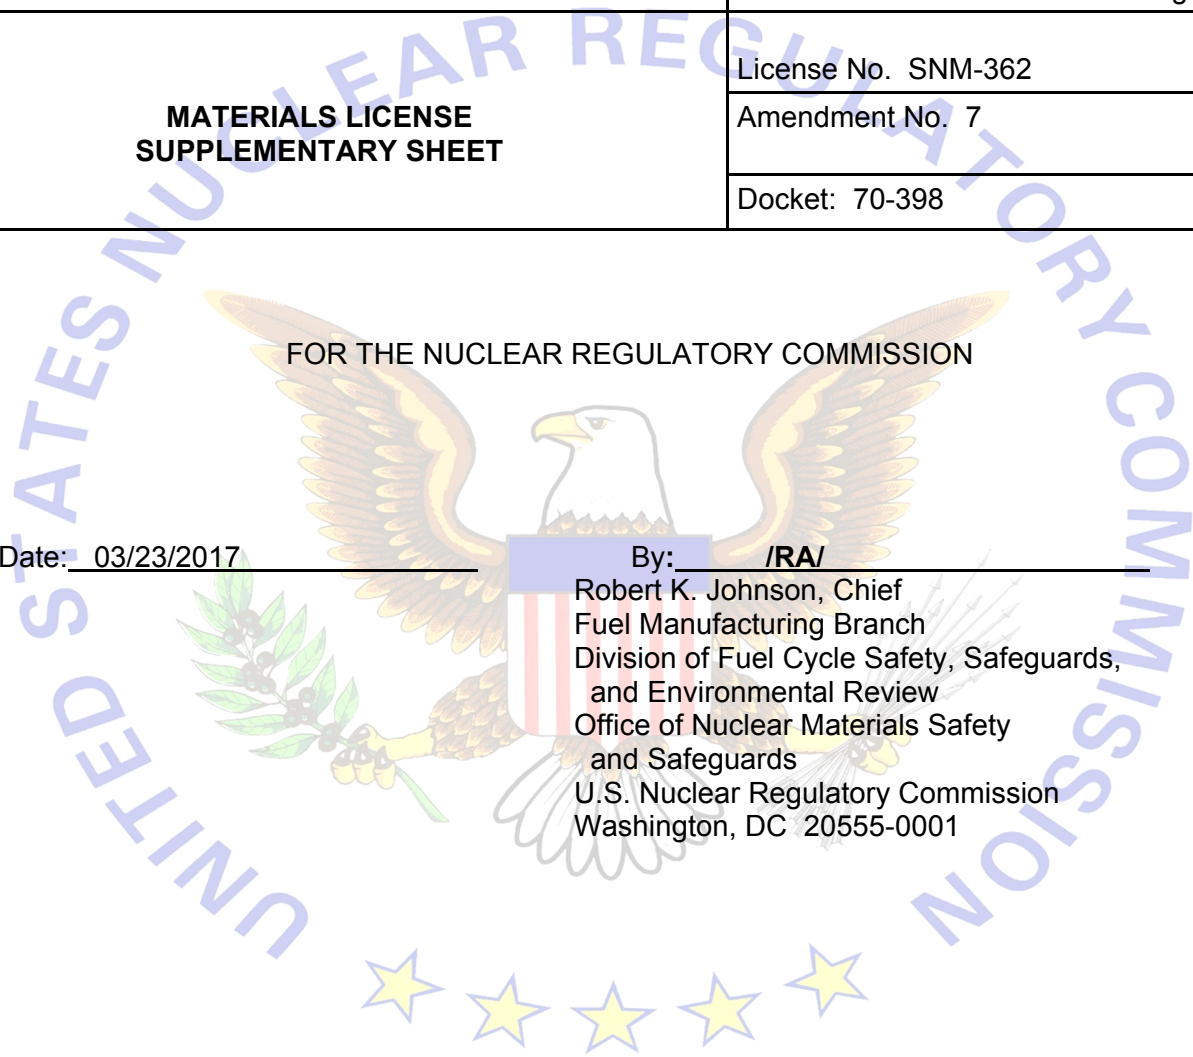 License No. SNM-362
MATERIALS LICENSE
SUPPLEMENTARY SHEET
Amendment No. 7
Docket: 70-398
UNITED STATES NUCLEAR REGULATORY COMMISSION
FOR THE NUCLEAR REGULATORY COMMISSION
Date: 03/23/2017 By: /RA/
Robert K. Johnson, Chief
Fuel Manufacturing Branch
Division of Fuel Cycle Safety, Safeguards,
and Environmental Review
Office of Nuclear Materials Safety
and Safeguards
U.S. Nuclear Regulatory Commission
Washington, DC 20555-0001